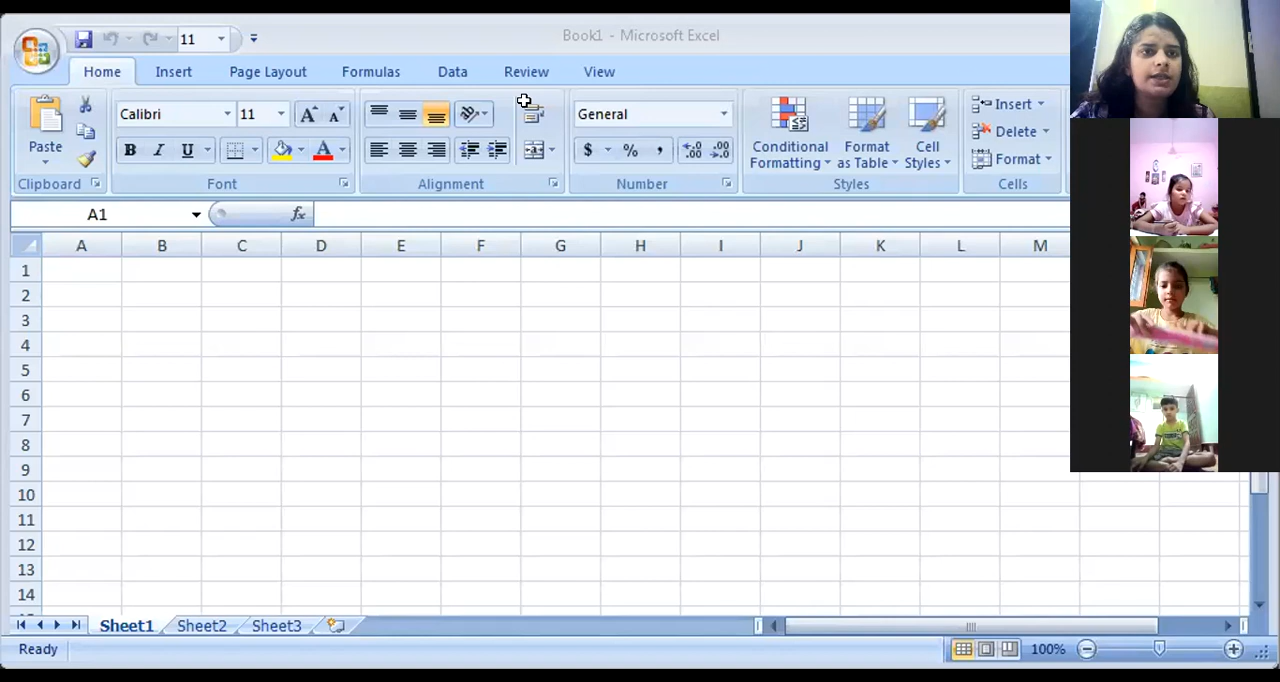 11
Book1 - Microsoft Excel
Home Insert Page Layout Formulas Data Review View
Paste
Clipboard
Calibri 11
A A
B I U A
Font
Alignment
General
$ % , .00 .00
Number
Conditional Formatting
Format as Table
Cell Styles
Styles
Insert
Delete
Format
Cells
A1 fx
A B C D E F G H I J K L M
1
2
3
4
5
6
7
8
9
10
11
12
13
14
Sheet1 Sheet2 Sheet3
Ready 100%